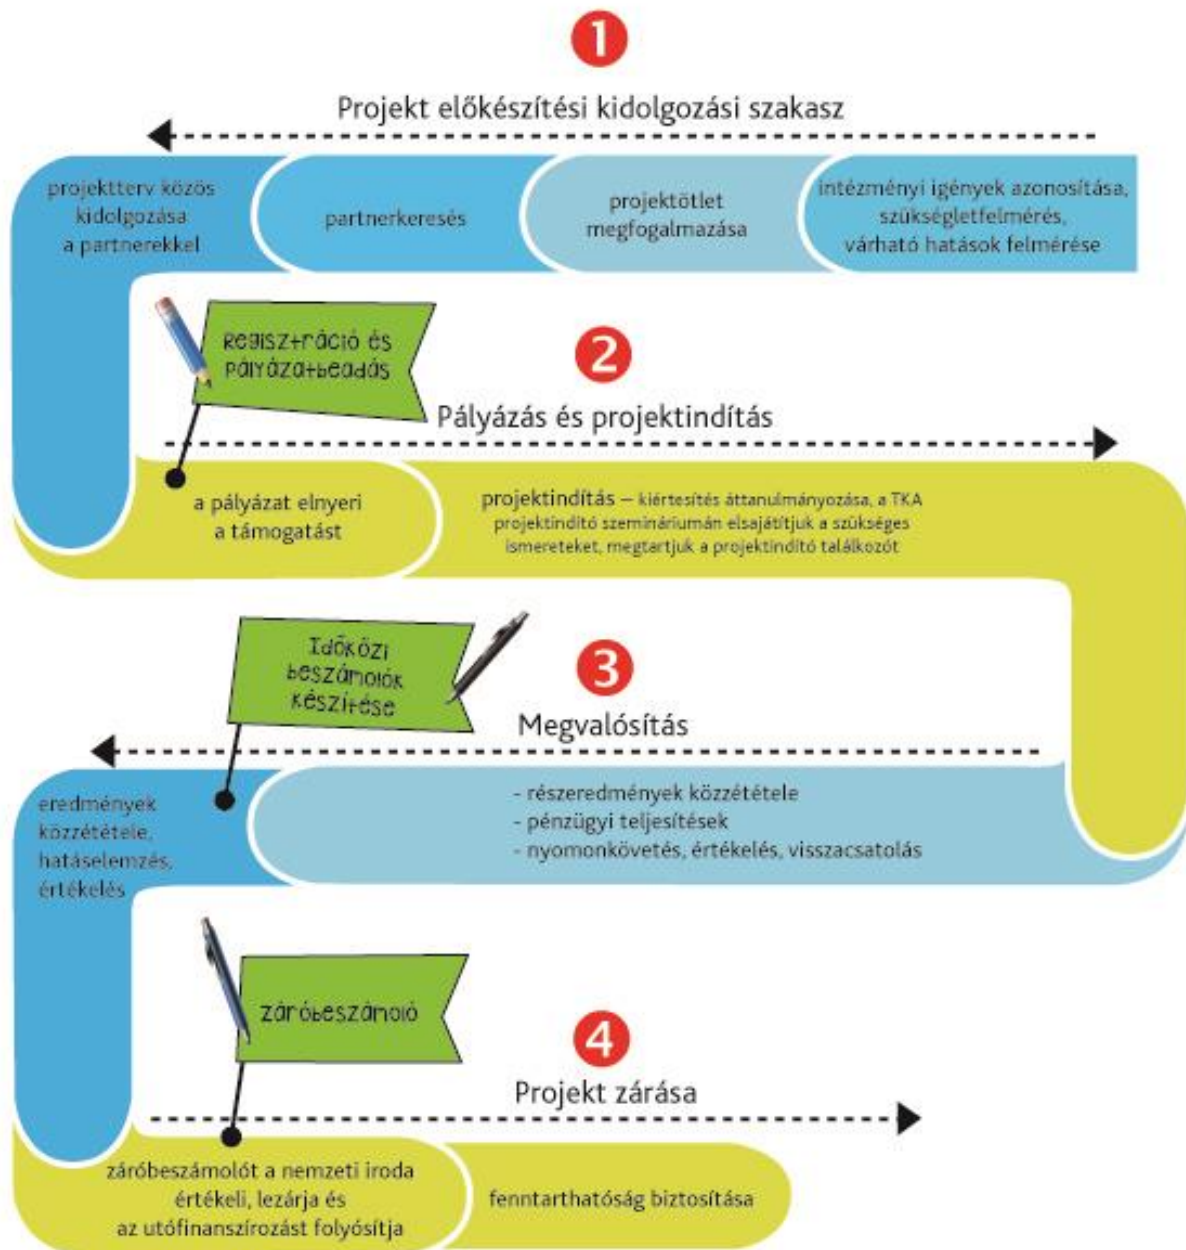 1
Projekt előkészítési kidolgozási szakasz
intézményi igények azonosítása,
szükségletfelmérés,
várható hatások felmérése
projektötlet
megfogalmazása
partnerkeresés
projektterv közös
kidolgozása
a partnerekkel
Regisztráció és
pályázatbeadás
2
Pályázás és projektindítás
a pályázat elnyeri
a támogatást
projektindítás – kiértesítés áttanulmányozása, a TKA
projektindító szemináriumán elsajátítjuk a szükséges
ismereteket, megtartjuk a projektindító találkozót
Időközi
beszámolók
készítése
3
Megvalósítás
- részeredmények közzététele
- pénzügyi teljesítések
- nyomonkövetés, értékelés, visszacsatolás
eredmények
közzététele,
hatáselemzés,
értékelés
záróbeszámoló
4
Projekt zárása
záróbeszámolót a nemzeti iroda
értékeli, lezárja és
az utófinanszírozást folyósítja
fenntarthatóság biztosítása